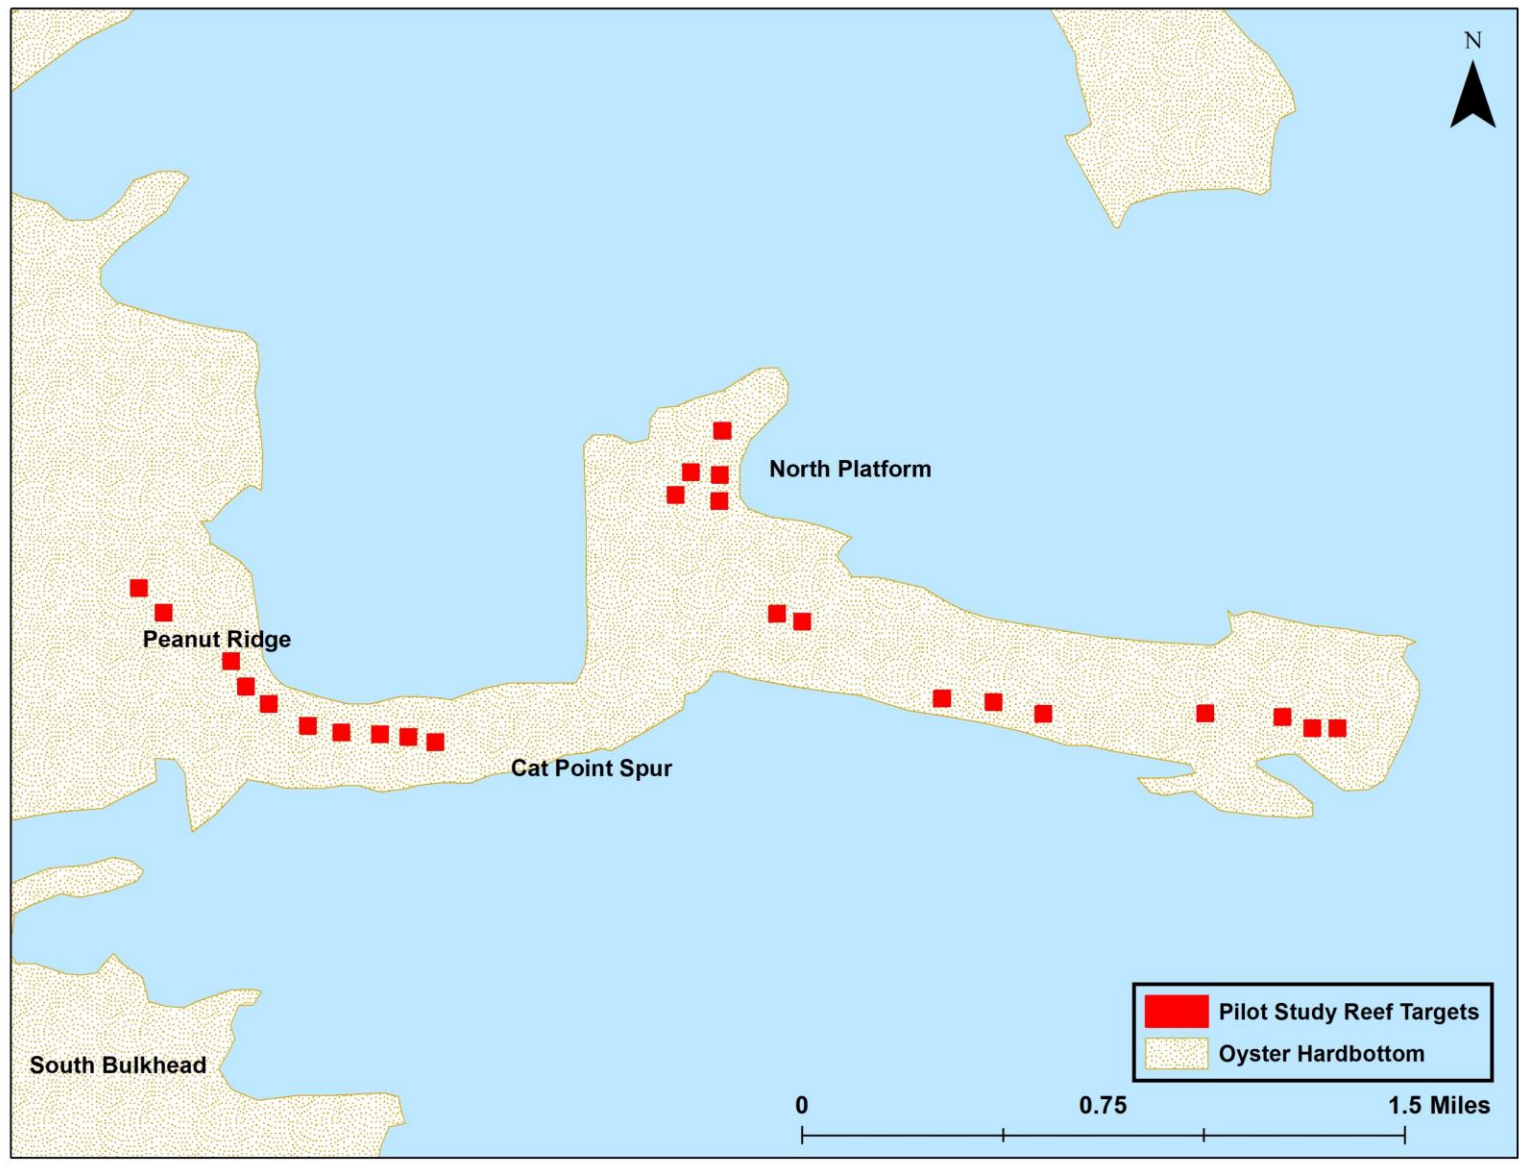 N
North Platform
Peanut Ridge
Cat Point Spur
Pilot Study Reef Targets
Oyster Hardbottom
South Bulkhead
0 0.75 1.5 Miles